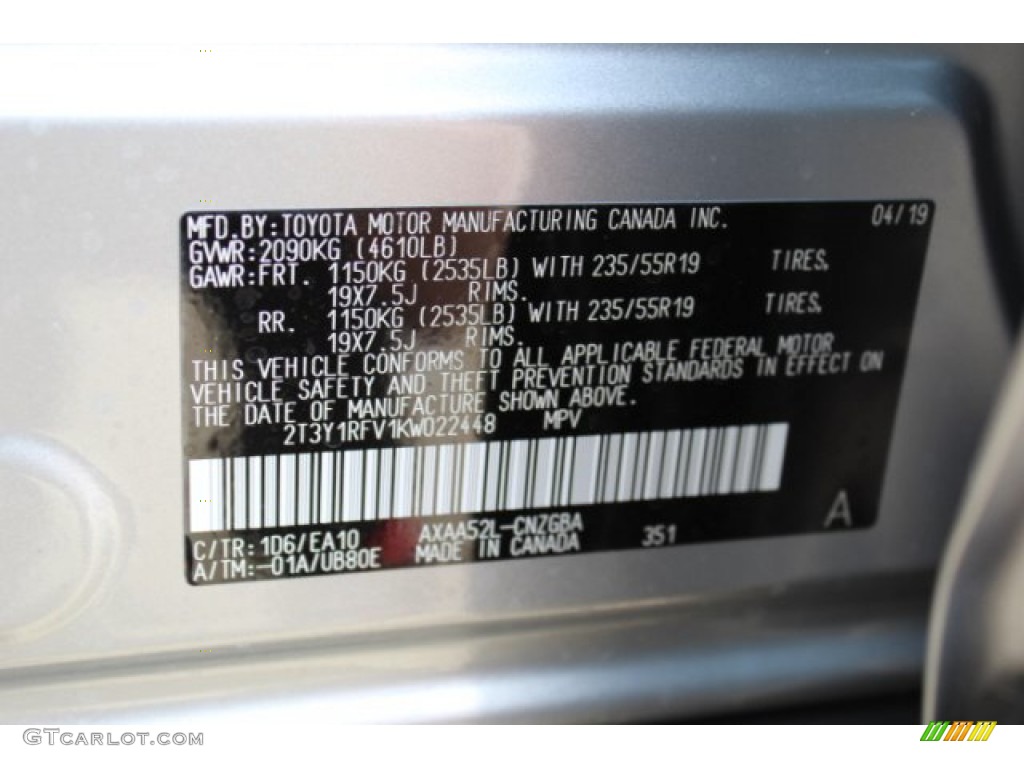 MFD.BY:TOYOTA MOTOR MANUFACTURING CANADA INC. 04/19
GVWR:2090KG (4610LB)
GAWR:FRT. 1150KG (2535LB) WITH 235/55R19 TIRES.
19X7.5J RIMS.
RR. 1150KG (2535LB) WITH 235/55R19 TIRES.
19X7.5J RIMS.
THIS VEHICLE CONFORMS TO ALL APPLICABLE FEDERAL MOTOR
VEHICLE SAFETY AND THEFT PREVENTION STANDARDS IN EFFECT ON
THE DATE OF MANUFACTURE SHOWN ABOVE.
2T3Y1RFV1KW022448 MPV
C/TR: 1D6/EA10 AXAA52L-CNZGBA 351 A
A/TM:-01A/UB80E MADE IN CANADA
GTCARLOT.COM